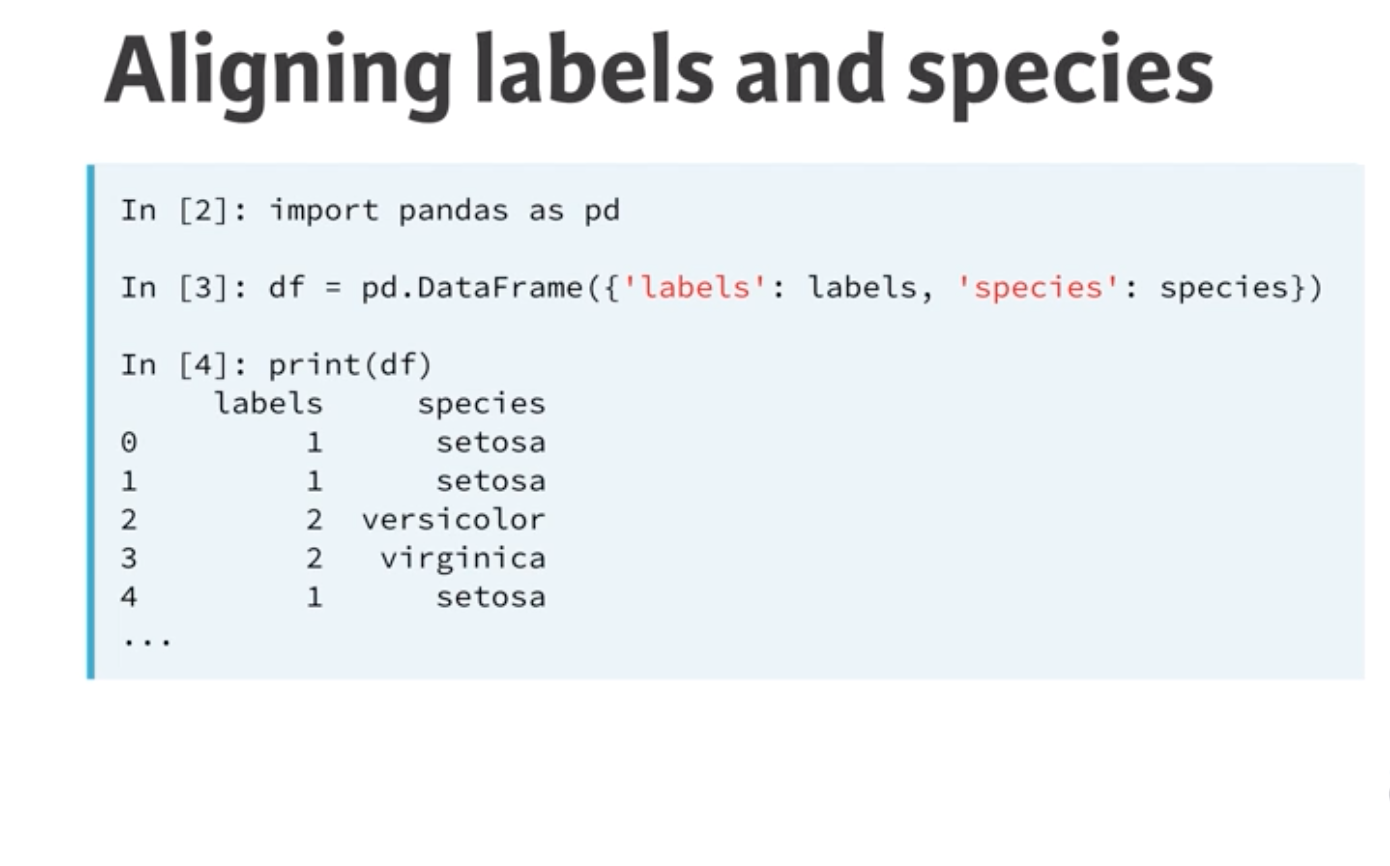 Aligning labels and species
In [2]: import pandas as pd
In [3]: df = pd.DataFrame({'labels': labels, 'species': species})
In [4]: print(df)
     labels     species
0         1      setosa
1         1      setosa
2         2  versicolor
3         2   virginica
4         1      setosa
...